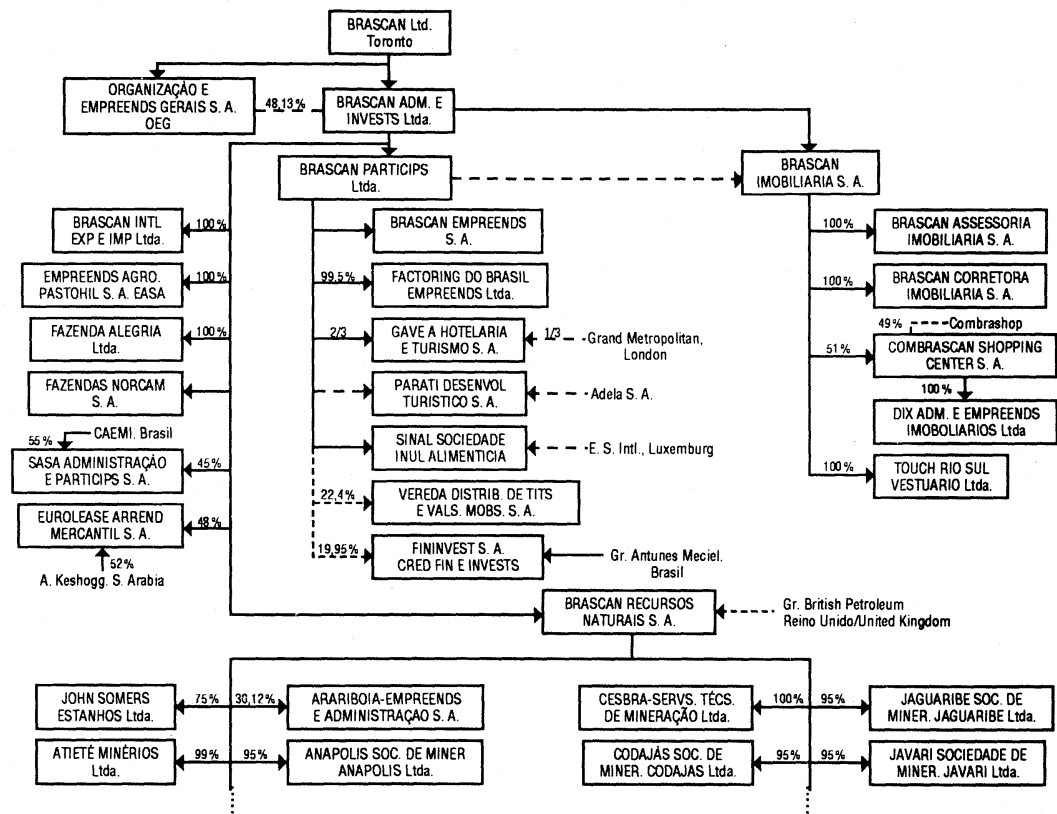 BRASCAN Ltd.
Toronto
ORGANIZAÇÃO E
EMPREENDS GERAIS S. A.
OEG
48,13%
BRASCAN ADM. E
INVESTS Ltda.
BRASCAN PARTICIPS
Ltda.
BRASCAN
IMOBILIARIA S. A.
BRASCAN INTL
EXP E IMP Ltda.
100%
EMPREENDS AGRO.
PASTOHIL S. A. EASA
100%
FAZENDA ALEGRIA
Ltda.
100%
FAZENDAS NORCAM
S. A.
55%
CAEMI. Brasil
SASA ADMINISTRAÇÃO
E PARTICIPS S. A.
45%
EUROLEASE ARREND
MERCANTIL S. A.
48%
52%
A. Keshogg. S. Arabia
BRASCAN EMPREENDS
S. A.
99,5%
FACTORING DO BRASIL
EMPREENDS Ltda.
2/3
GAVE A HOTELARIA
E TURISMO S. A.
1/3
Grand Metropolitan,
London
PARATI DESENVOL
TURISTICO S. A.
Adela S. A.
SINAL SOCIEDADE
INUL ALIMENTICIA
E. S. Intl., Luxemburg
22,4%
VEREDA DISTRIB. DE TITS
E VALS. MOBS. S. A.
19,95%
FININVEST S. A.
CRED FIN E INVESTS
Gr. Antunes Meciel.
Brasil
100%
BRASCAN ASSESSORIA
IMOBILIARIA S. A.
100%
BRASCAN CORRETORA
IMOBILIARIA S. A.
49%
Combrashop
51%
COMBRASCAN SHOPPING
CENTER S. A.
100%
DIX ADM. E EMPREENDS
IMOBOLIARIOS Ltda
100%
TOUCH RIO SUL
VESTUARIO Ltda.
BRASCAN RECURSOS
NATURAIS S. A.
Gr. British Petroleum
Reino Unido/United Kingdom
JOHN SOMERS
ESTANHOS Ltda.
75%
30,12%
ARARIBOIA-EMPREENDS
E ADMINISTRAÇAO S. A.
CESBRA-SERVS. TÉCS.
DE MINERAÇÃO Ltda.
100%
95%
JAGUARIBE SOC. DE
MINER. JAGUARIBE Ltda.
ATIETÉ MINÉRIOS
Ltda.
99%
95%
ANAPOLIS SOC. DE MINER
ANAPOLIS Ltda.
CODAJÁS SOC. DE
MINER. CODAJAS Ltda.
95%
95%
JAVARI SOCIEDADE DE
MINER. JAVARI Ltda.